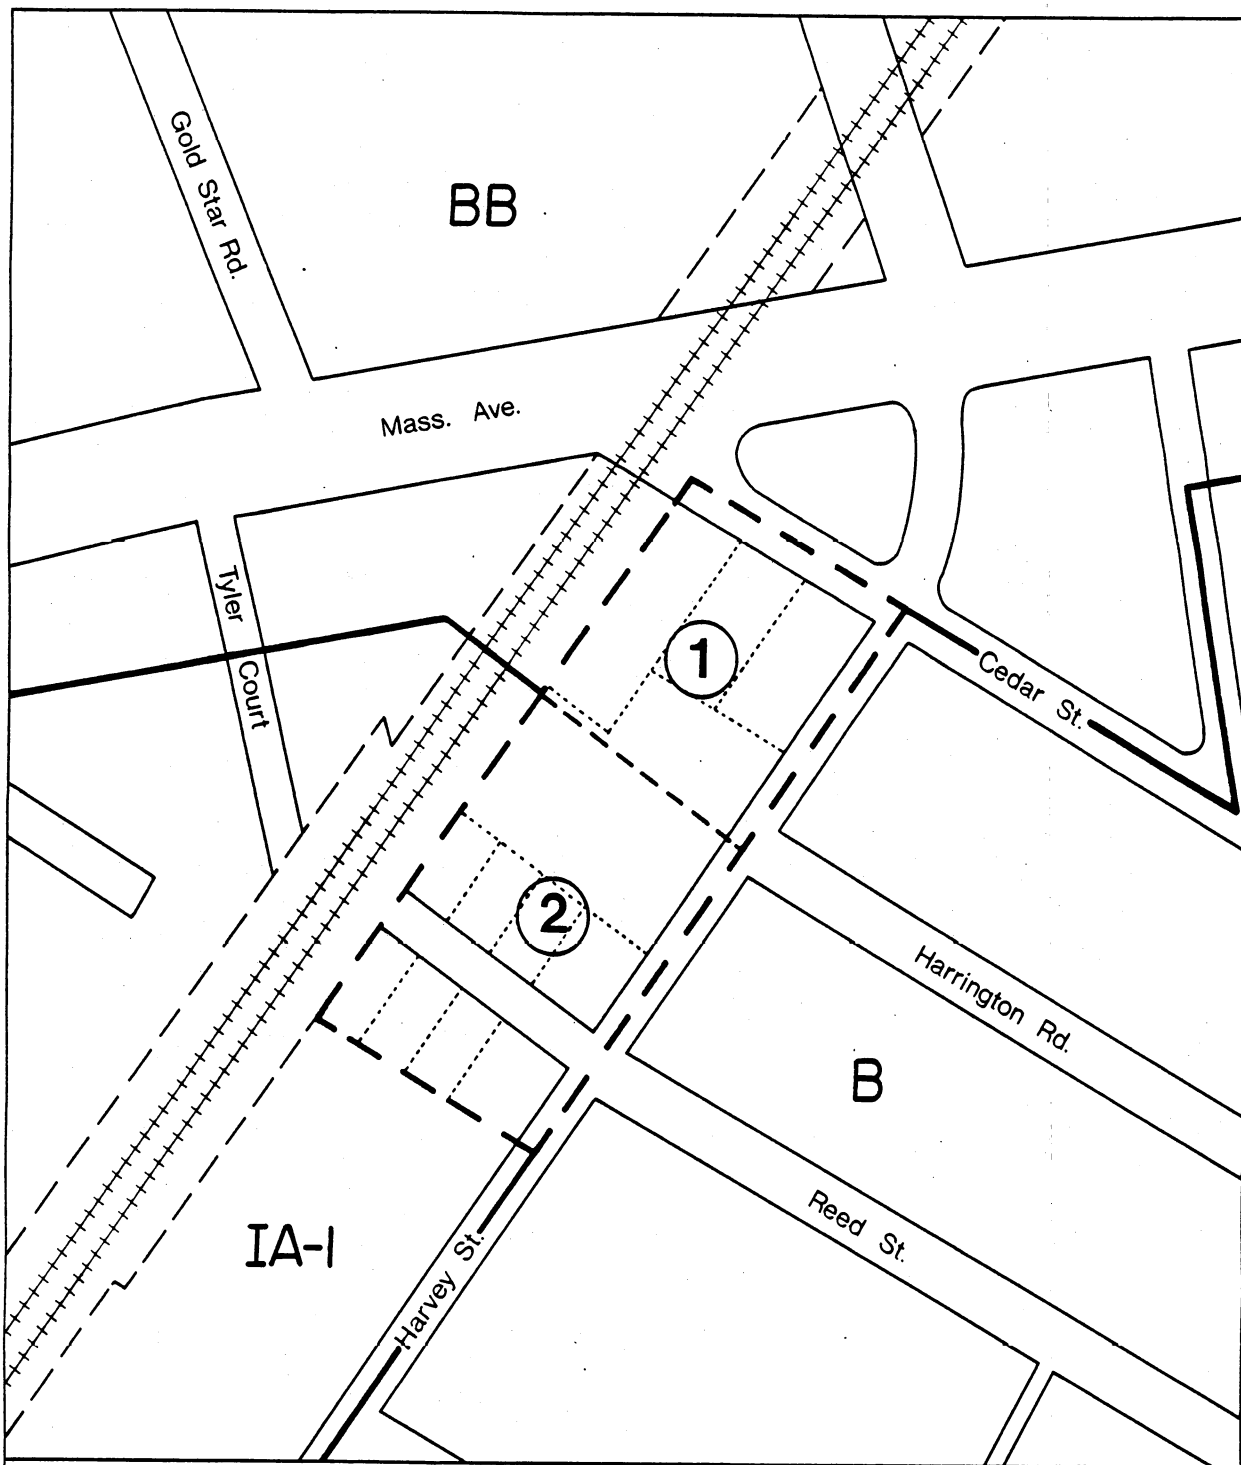 Gold Star Rd.
BB
Mass. Ave.
Tyler Court
1
Cedar St.
2
Harrington Rd.
B
Reed St.
IA-1
Harvey St.